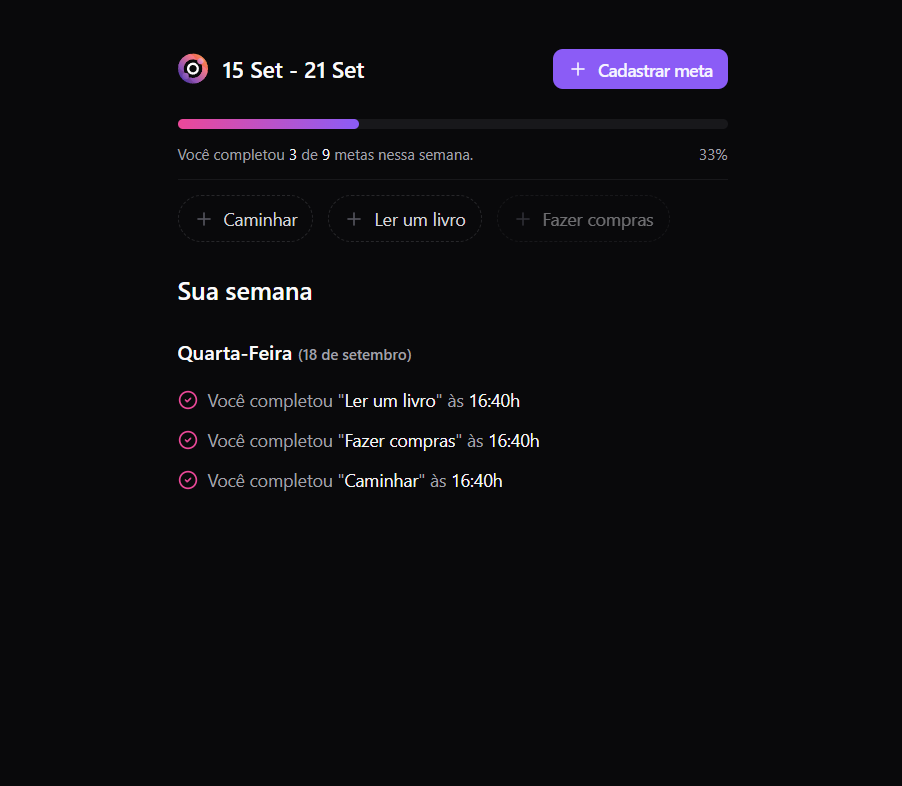 15 Set - 21 Set
Cadastrar meta
Você completou 3 de 9 metas nessa semana.
33%
Caminhar
Ler um livro
Fazer compras
Sua semana
Quarta-Feira (18 de setembro)
Você completou "Ler um livro" às 16:40h
Você completou "Fazer compras" às 16:40h
Você completou "Caminhar" às 16:40h